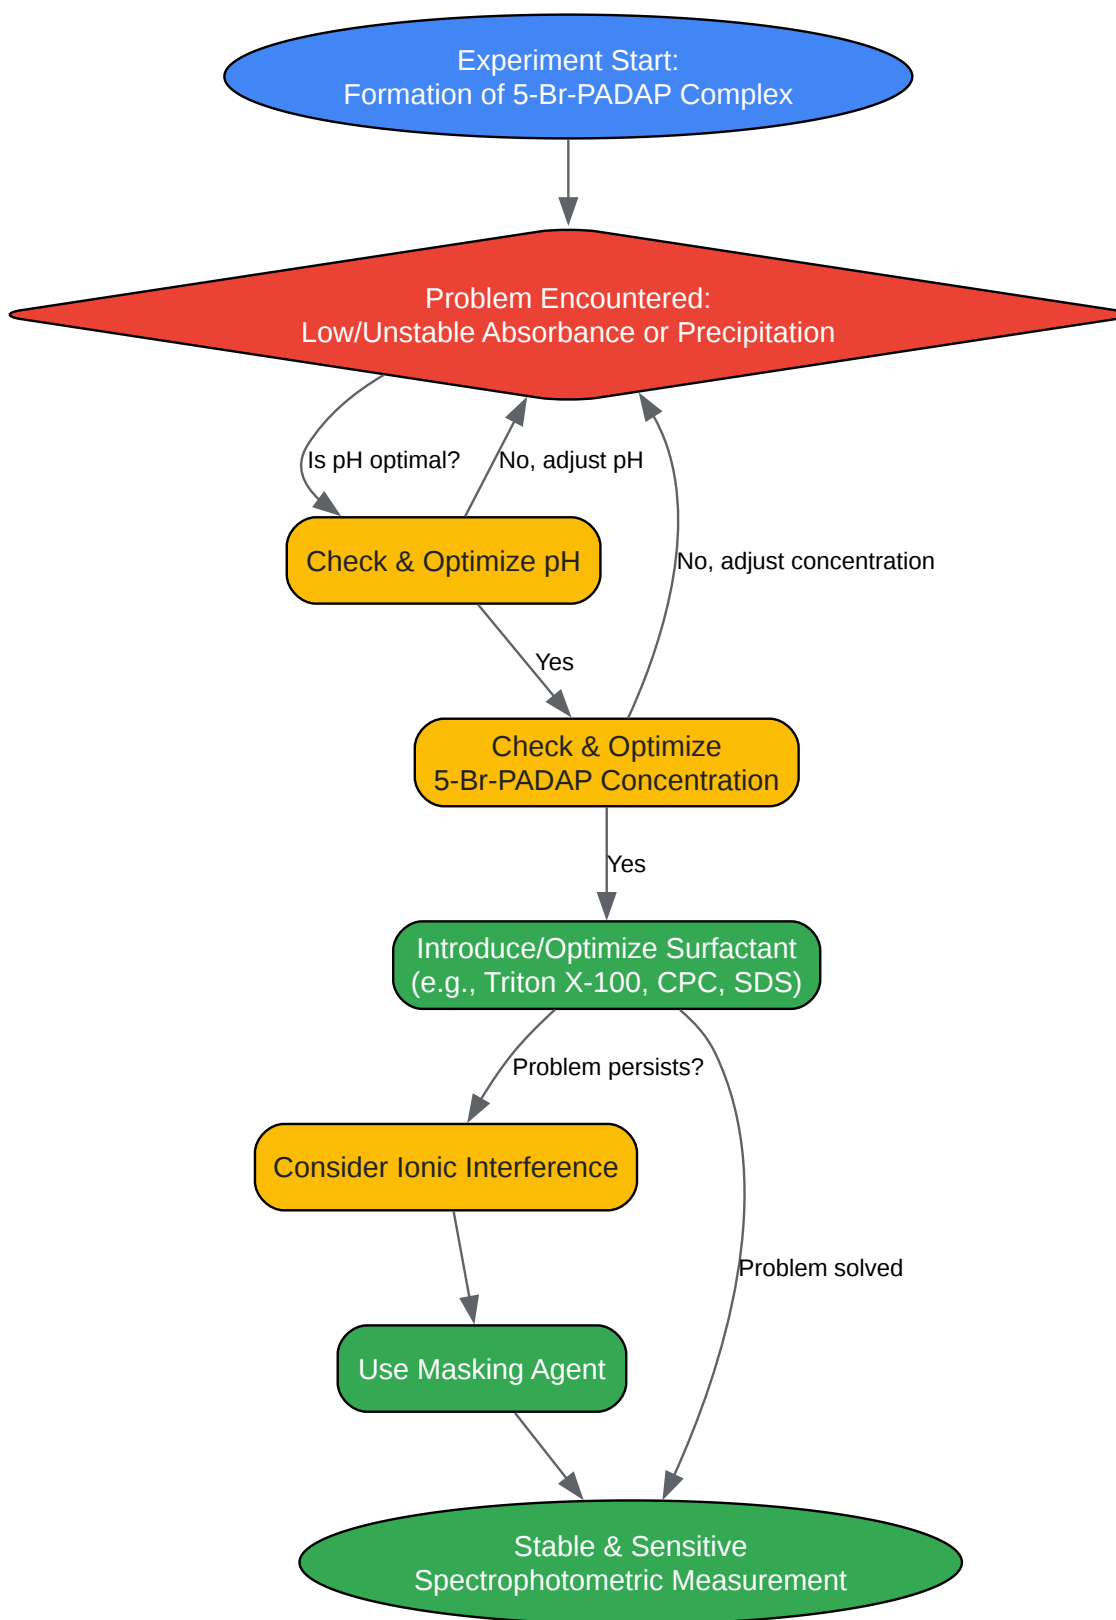 Experiment Start:
Formation of 5-Br-PADAP Complex
Problem Encountered:
Low/Unstable Absorbance or Precipitation
Is pH optimal?
No, adjust pH
Check & Optimize pH
No, adjust concentration
Yes
Check & Optimize
5-Br-PADAP Concentration
Yes
Introduce/Optimize Surfactant
(e.g., Triton X-100, CPC, SDS)
Problem persists?
Consider Ionic Interference
Problem solved
Use Masking Agent
Stable & Sensitive
Spectrophotometric Measurement